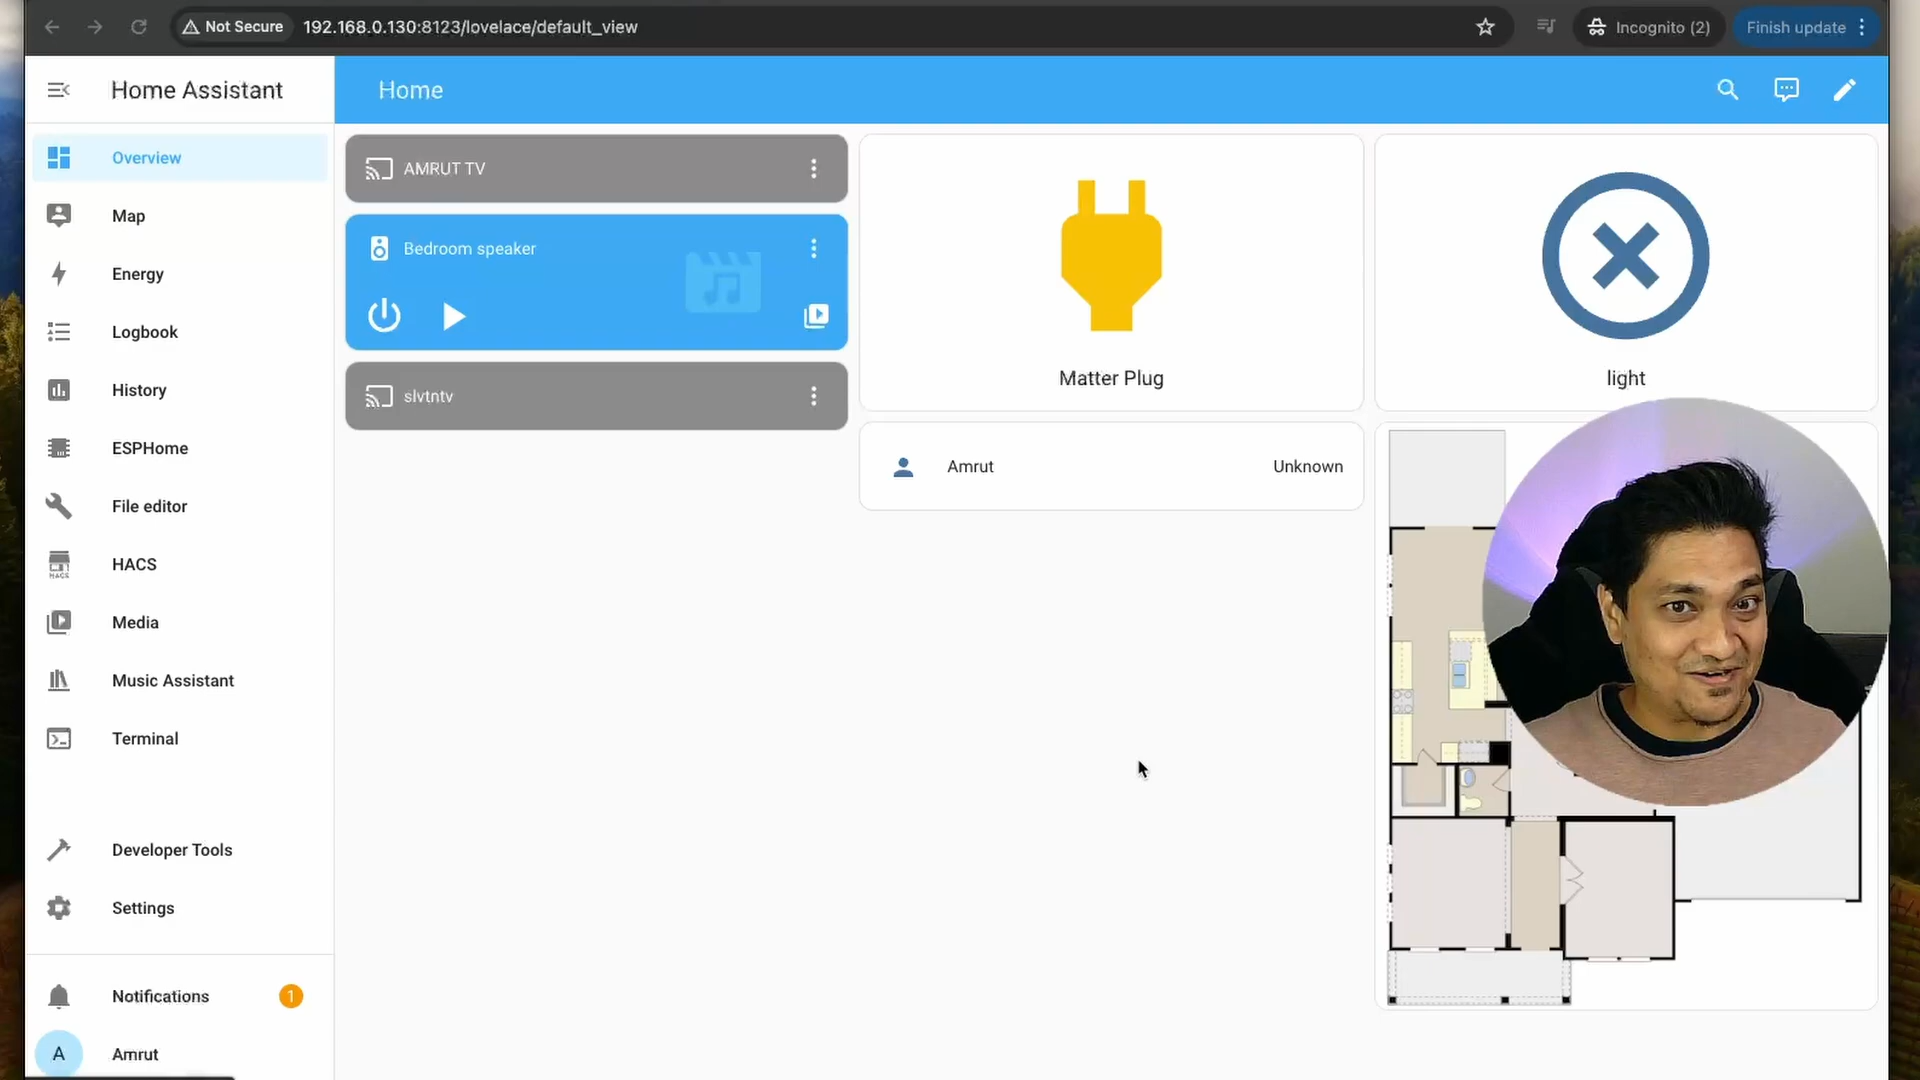 Not Secure 192.168.0.130:8123/lovelace/default_view Incognito (2) Finish update
Home Assistant
Home
Overview
Map
Energy
Logbook
History
ESPHome
File editor
HACS
HACS
Media
Music Assistant
Terminal
Developer Tools
Settings
Notifications 1
A Amrut
AMRUT TV
Bedroom speaker
slvtntv
Matter Plug
Amrut Unknown
light